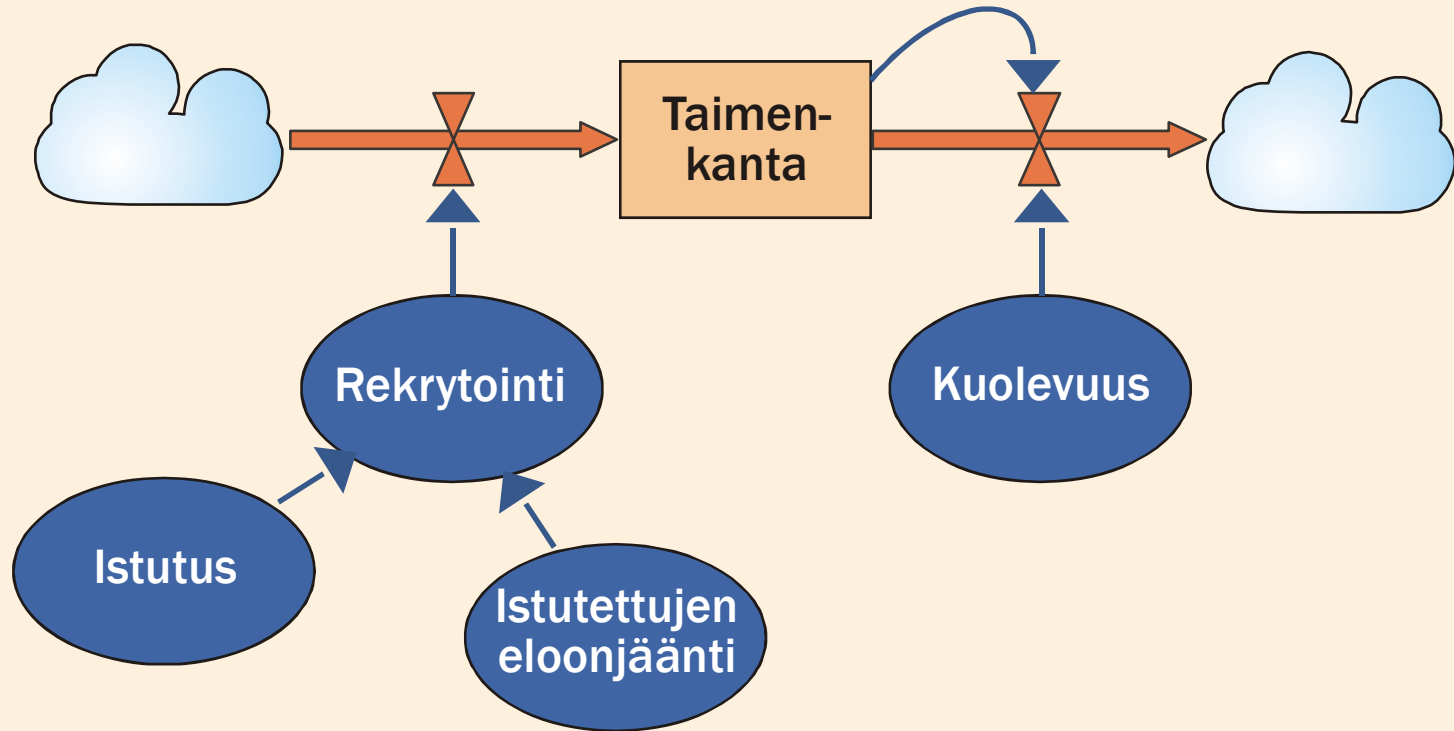 Taimen-
kanta
Rekrytointi
Kuolevuus
Istutus
Istutettujen
eloonjäänti